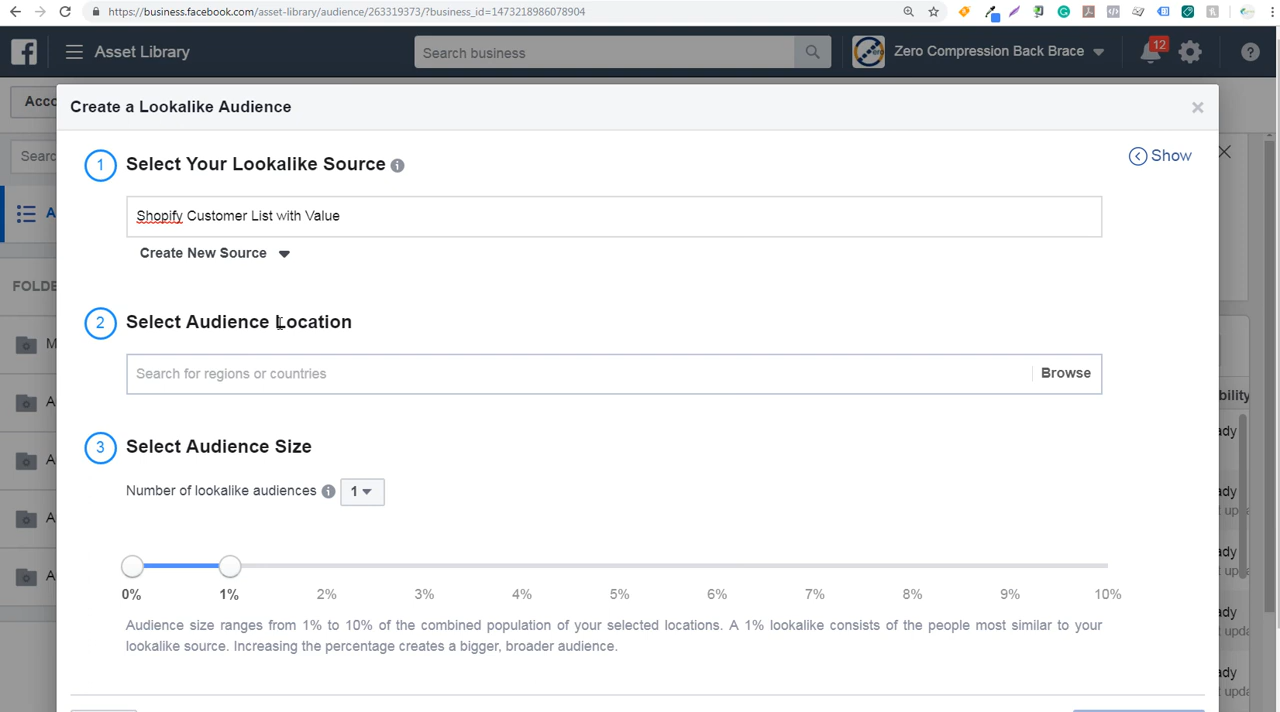 https://business.facebook.com/asset-library/audience/263319373/?business_id=1473218986078904
Asset Library
Search business
Zero Compression Back Brace
12
Acco
Create a Lookalike Audience
Sear
1
Select Your Lookalike Source
Show
Shopify Customer List with Value
Create New Source
A
FOLDE
2
Select Audience Location
M
Search for regions or countries
Browse
bility
A
ady
3
Select Audience Size
A
Number of lookalike audiences
1
ady
t upda
A
ady
t upda
A
0%
1%
2%
3%
4%
5%
6%
7%
8%
9%
10%
ady
Audience size ranges from 1% to 10% of the combined population of your selected locations. A 1% lookalike consists of the people most similar to your
t upda
lookalike source. Increasing the percentage creates a bigger, broader audience.
ady
t upda